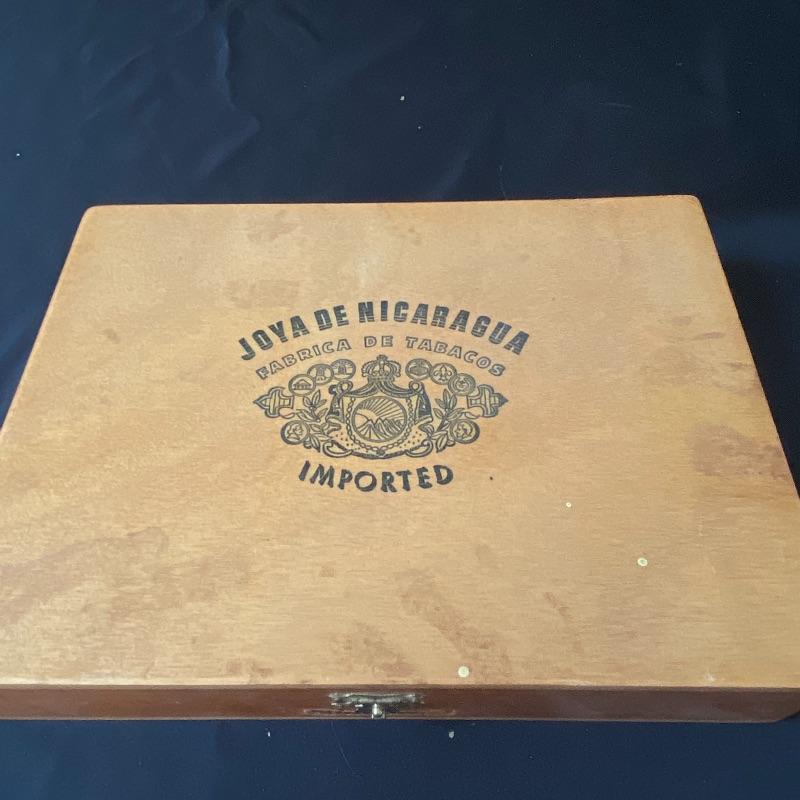 JOYA DE NICARAGUA
FABRICA DE TABACOS
IMPORTED